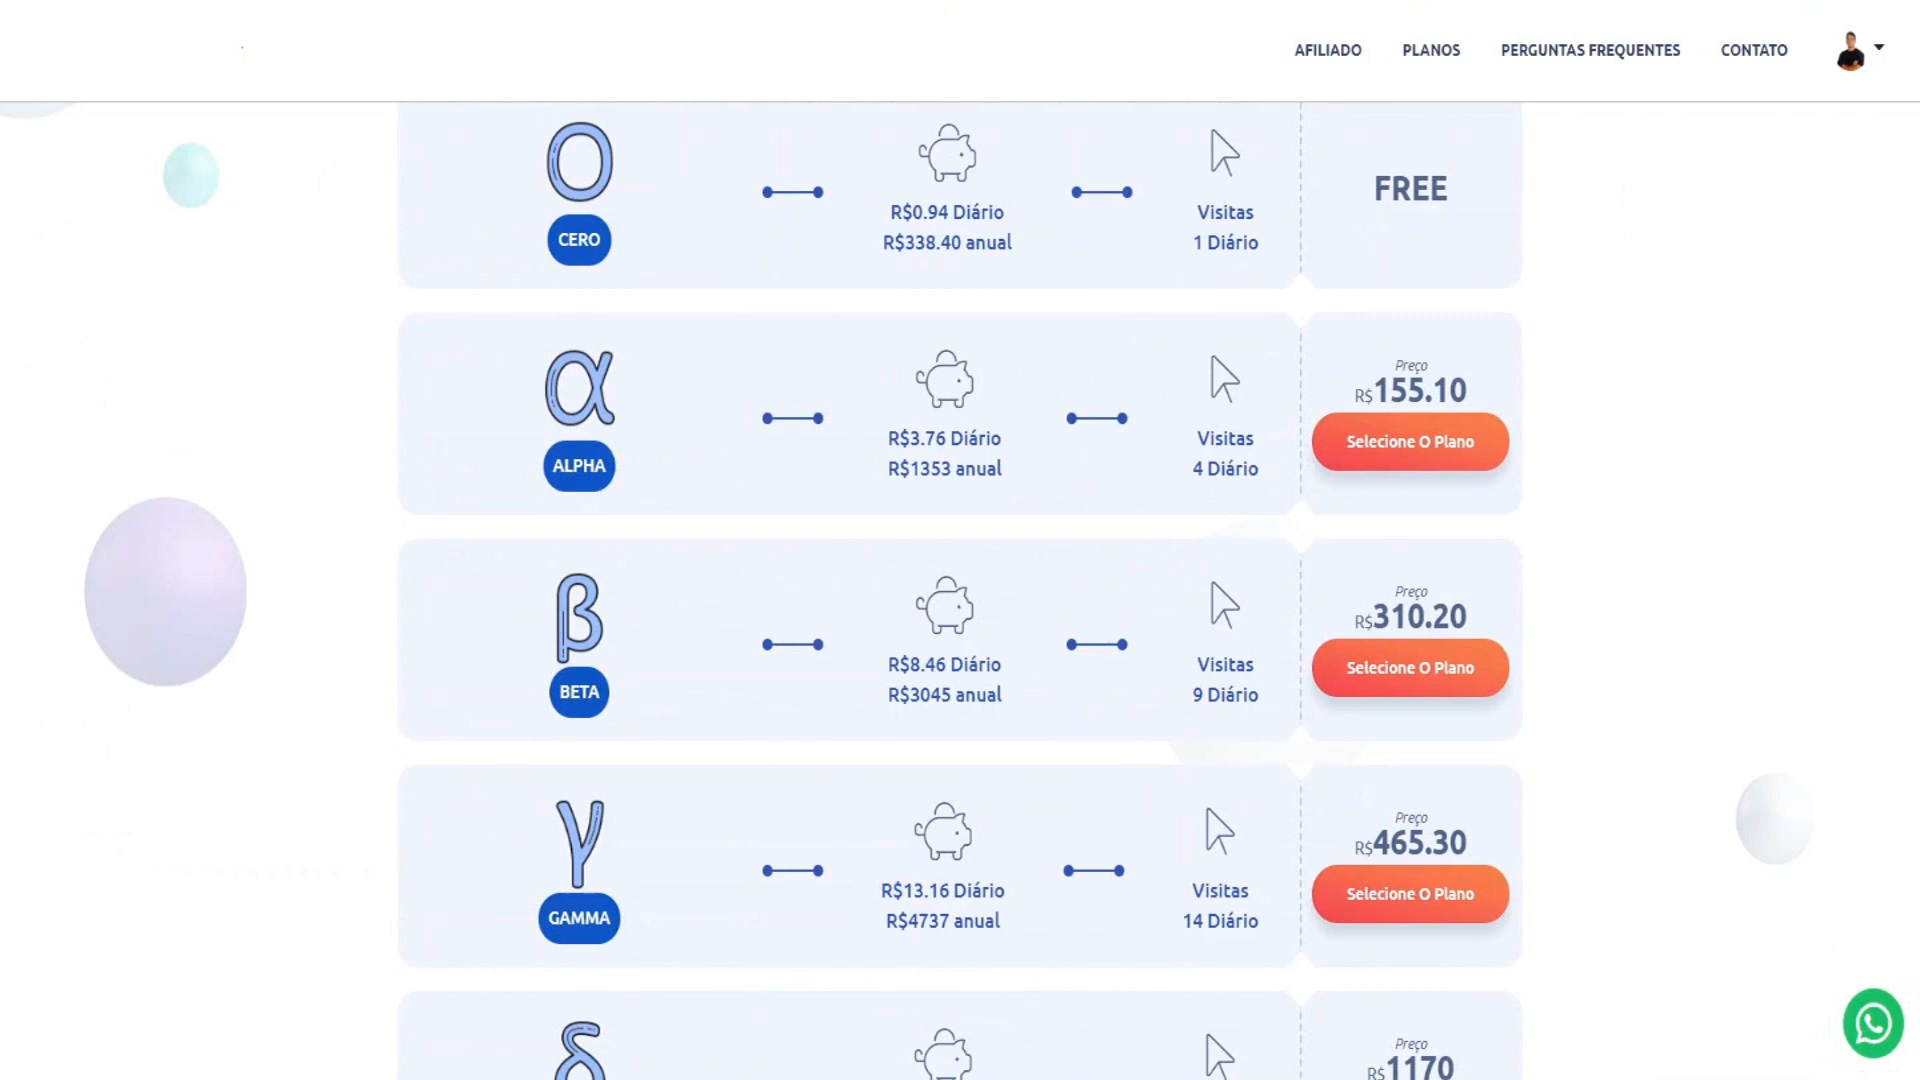 AFILIADO PLANOS PERGUNTAS FREQUENTES CONTATO
CERO
R$0.94 Diário
R$338.40 anual
Visitas
1 Diário
FREE
ALPHA
R$3.76 Diário
R$1353 anual
Visitas
4 Diário
Preço
R$155.10
Selecione O Plano
BETA
R$8.46 Diário
R$3045 anual
Visitas
9 Diário
Preço
R$310.20
Selecione O Plano
GAMMA
R$13.16 Diário
R$4737 anual
Visitas
14 Diário
Preço
R$465.30
Selecione O Plano
Preço
R$1170